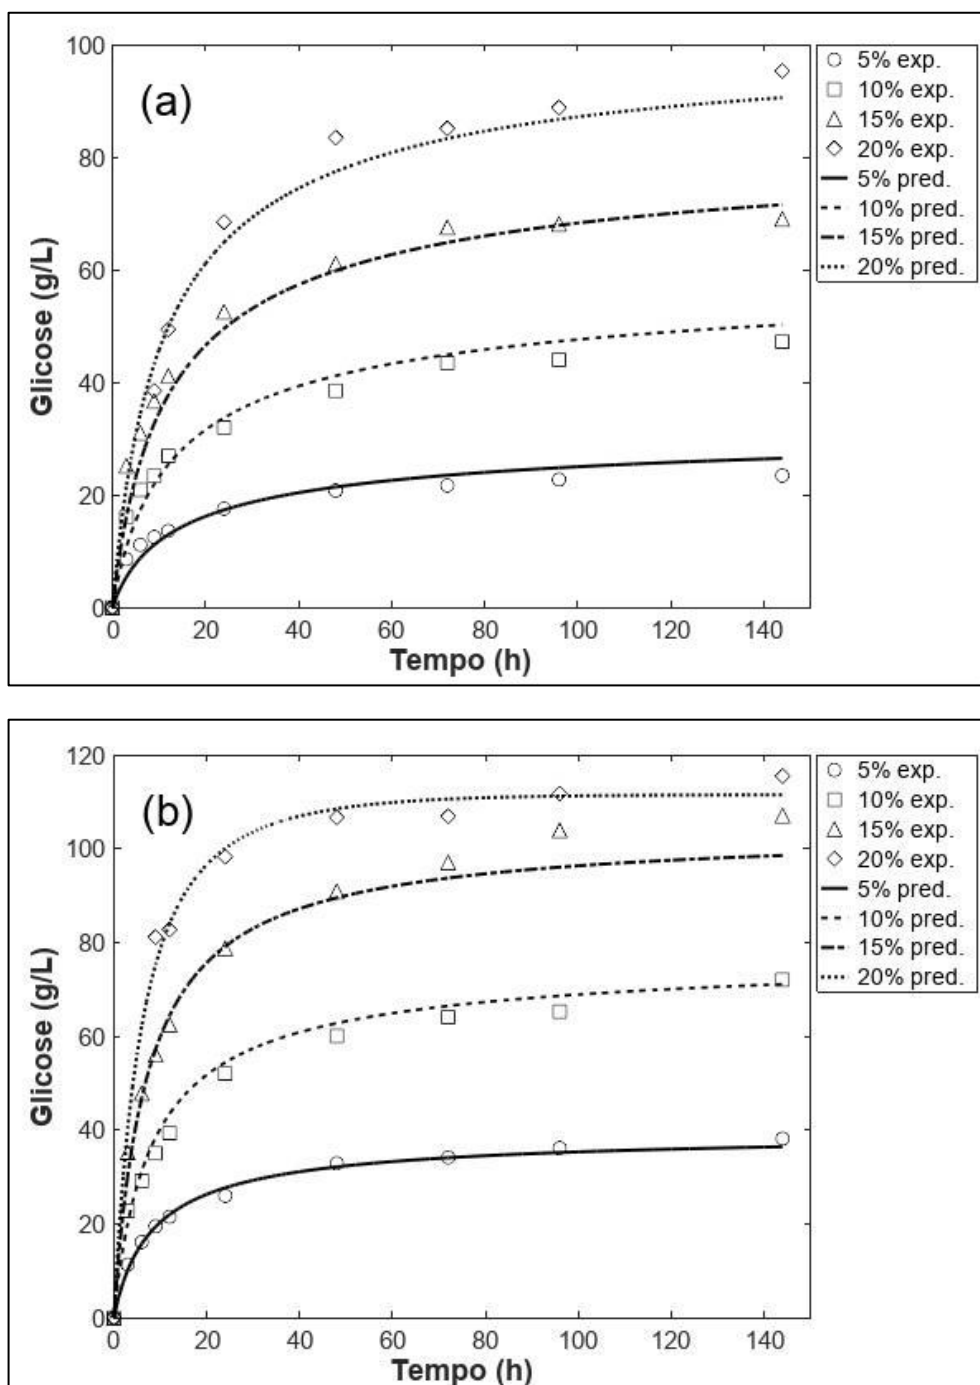 (a)
100
80
60
40
20
0
Glicose (g/L)
0 20 40 60 80 100 120 140
Tempo (h)
5% exp.
10% exp.
15% exp.
20% exp.
5% pred.
10% pred.
15% pred.
20% pred.
(b)
120
100
80
60
40
20
0
Glicose (g/L)
0 20 40 60 80 100 120 140
Tempo (h)
5% exp.
10% exp.
15% exp.
20% exp.
5% pred.
10% pred.
15% pred.
20% pred.